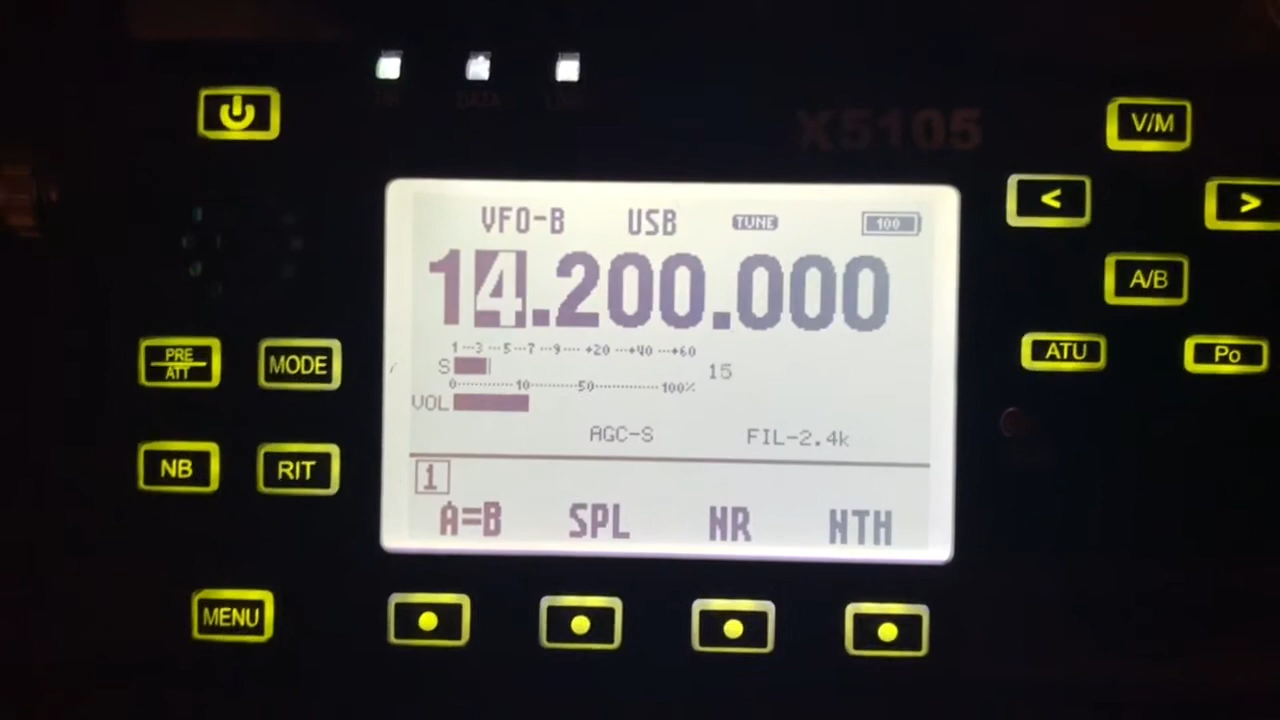 X5105
V/M
< >
VFO-B USB TUNE 100
14.200.000
A/B
1---3---5---7---9---+20---+40---+60
S 15
0----------10----------50----------100%
VOL
PRE
ATT
MODE
ATU
Po
AGC-S FIL-2.4k
NB
RIT
1
A=B SPL NR NTH
MENU